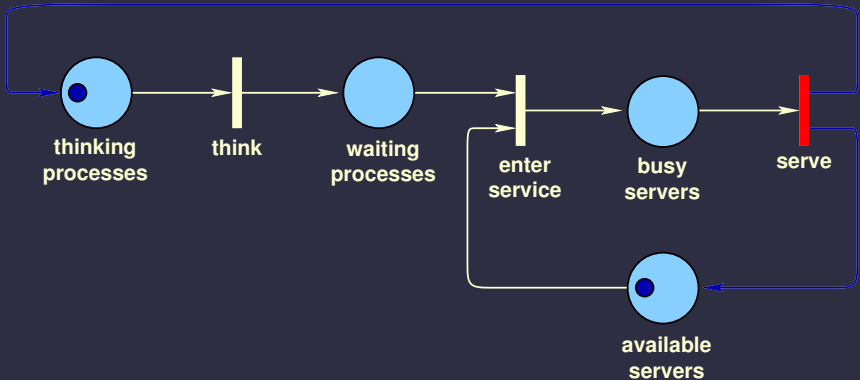 thinking
processes
think
waiting
processes
enter
service
busy
servers
serve
available
servers